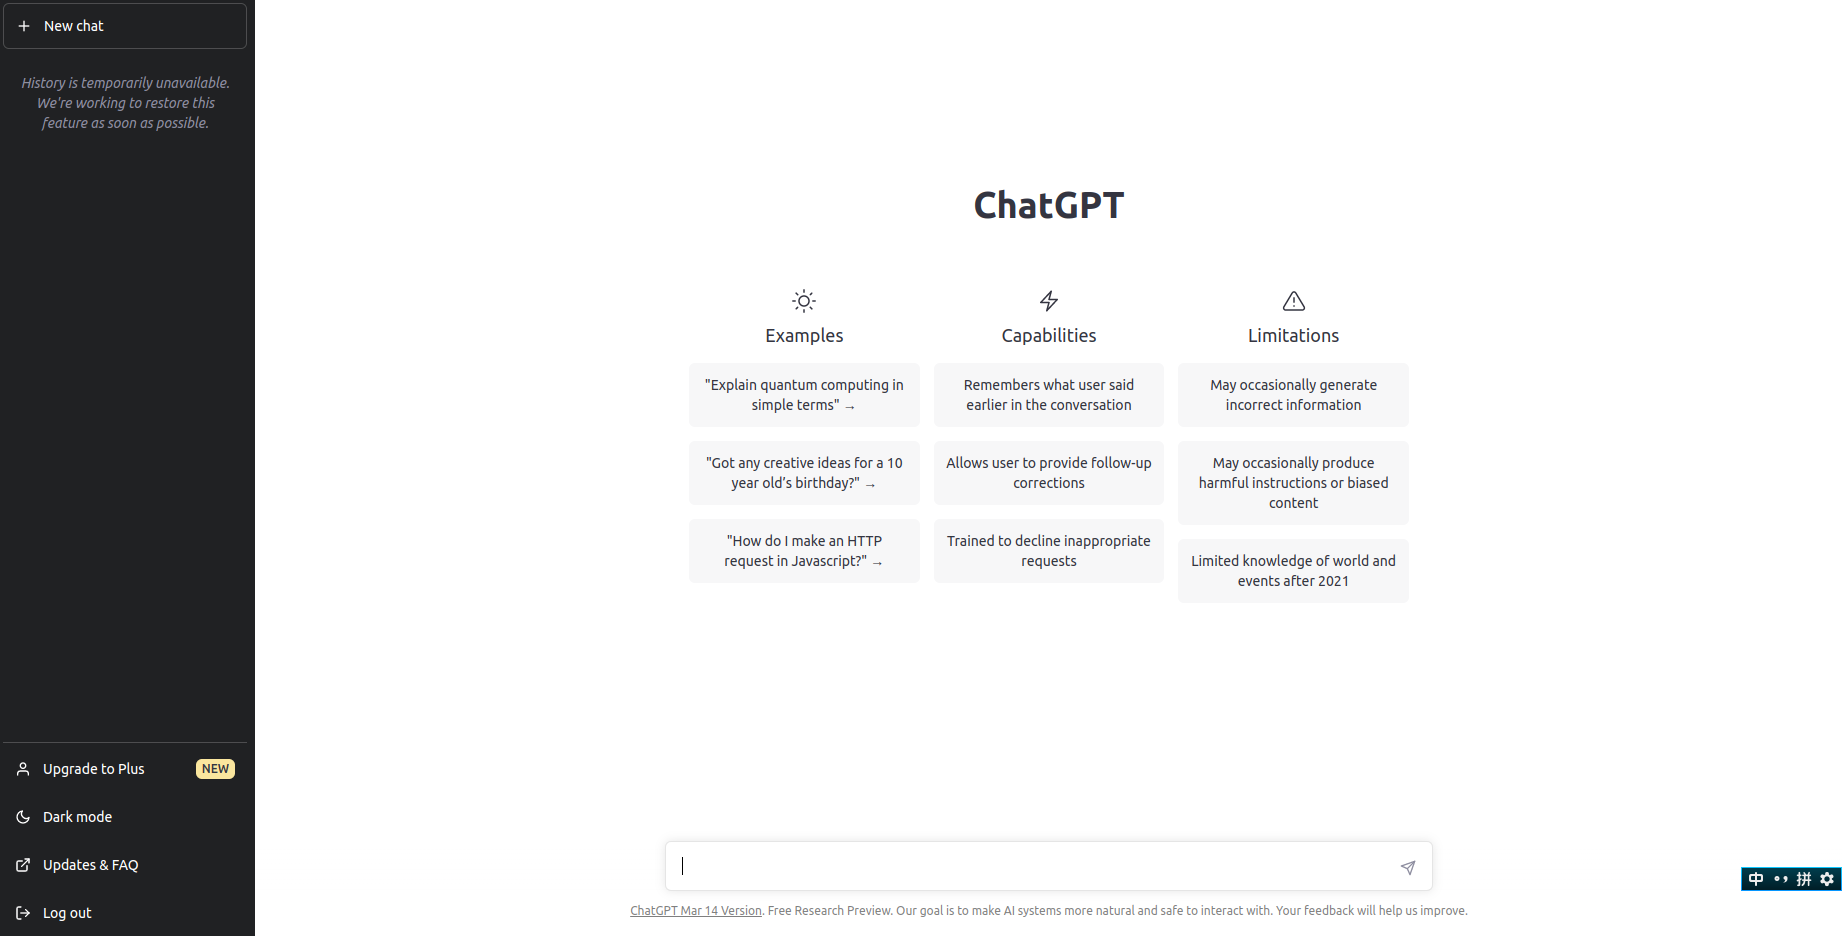 New chat
History is temporarily unavailable.
We're working to restore this
feature as soon as possible.
Upgrade to Plus
NEW
Dark mode
Updates & FAQ
Log out
ChatGPT
Examples
"Explain quantum computing in
simple terms" →
"Got any creative ideas for a 10
year old’s birthday?" →
"How do I make an HTTP
request in Javascript?" →
Capabilities
Remembers what user said
earlier in the conversation
Allows user to provide follow-up
corrections
Trained to decline inappropriate
requests
Limitations
May occasionally generate
incorrect information
May occasionally produce
harmful instructions or biased
content
Limited knowledge of world and
events after 2021
ChatGPT Mar 14 Version. Free Research Preview. Our goal is to make AI systems more natural and safe to interact with. Your feedback will help us improve.
中 拼